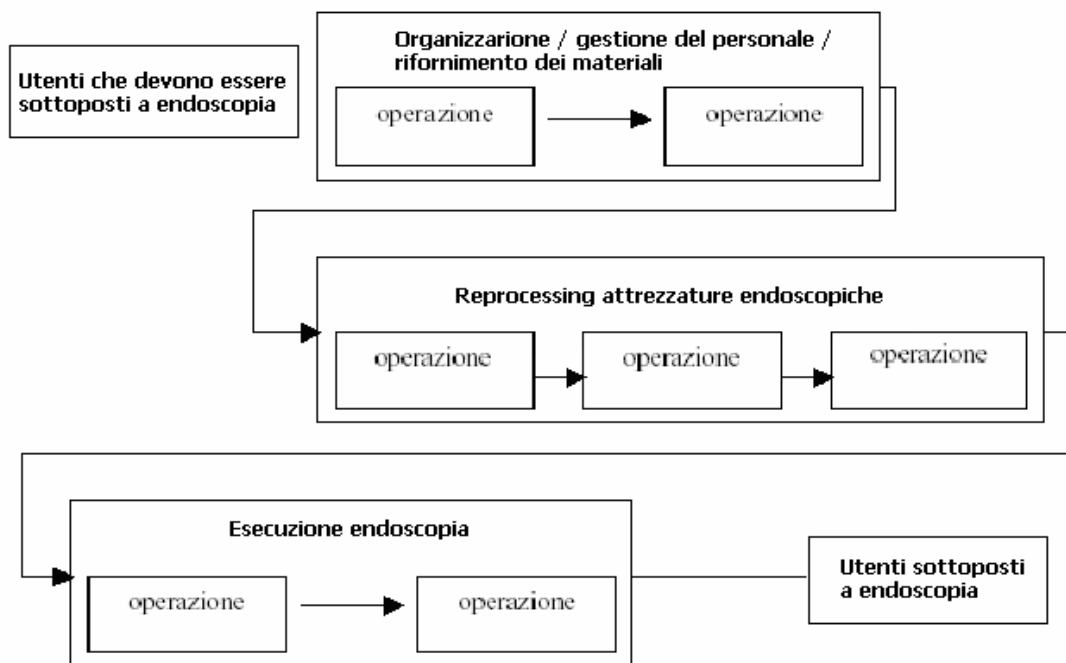 Organizzarione / gestione del personale /
rifornimento dei materiali
Utenti che devono essere
sottoposti a endoscopia
operazione
operazione
Reprocessing attrezzature endoscopiche
operazione
operazione
operazione
Esecuzione endoscopia
operazione
operazione
Utenti sottoposti
a endoscopia